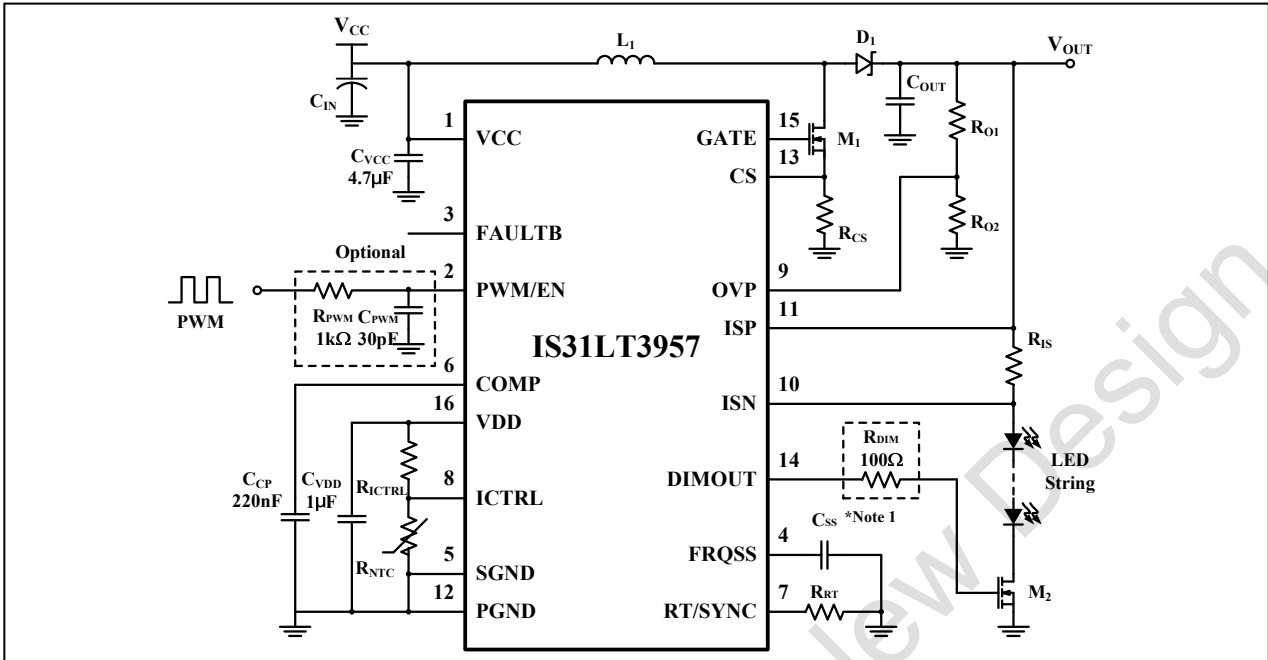 VCC
L1
D1
VOUT
CIN
COUT
1
VCC
CVCC
4.7µF
GATE
15
M1
RO1
13
CS
RCS
RO2
3
FAULTB
Optional
2
PWM/EN
PWM
RPWM
1kΩ
CPWM
30pF
9
OVP
11
ISP
RIS
IS31LT3957
6
COMP
10
ISN
16
VDD
RDIM
100Ω
14
DIMOUT
LED
String
CCP
220nF
CVDD
1µF
RICTRL
8
ICTRL
*Note 1
CSS
4
FRQSS
RNTC
5
SGND
M2
12
PGND
7
RT/SYNC
RRT
New Design